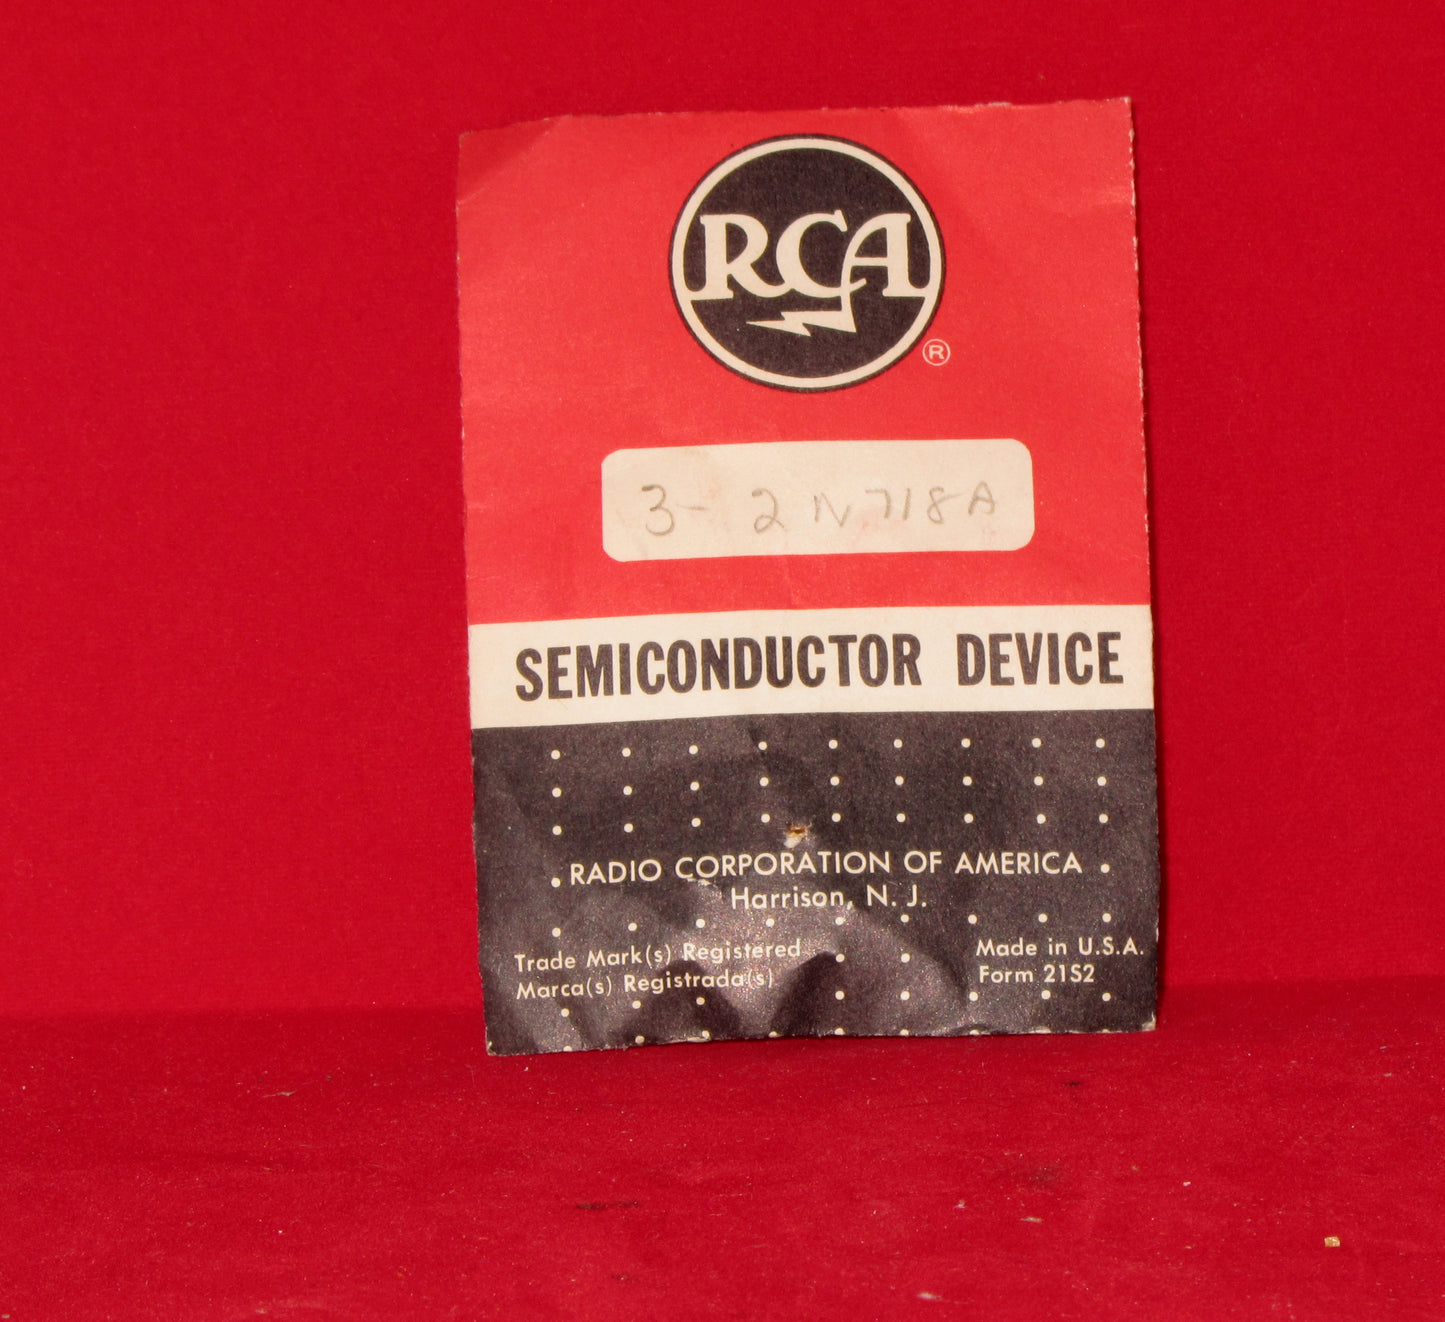 RCA
®
3- 2N718A
SEMICONDUCTOR DEVICE
RADIO CORPORATION OF AMERICA
Harrison, N. J.
Trade Mark(s) Registered
Marca(s) Registrada(s)
Made in U.S.A.
Form 21S2